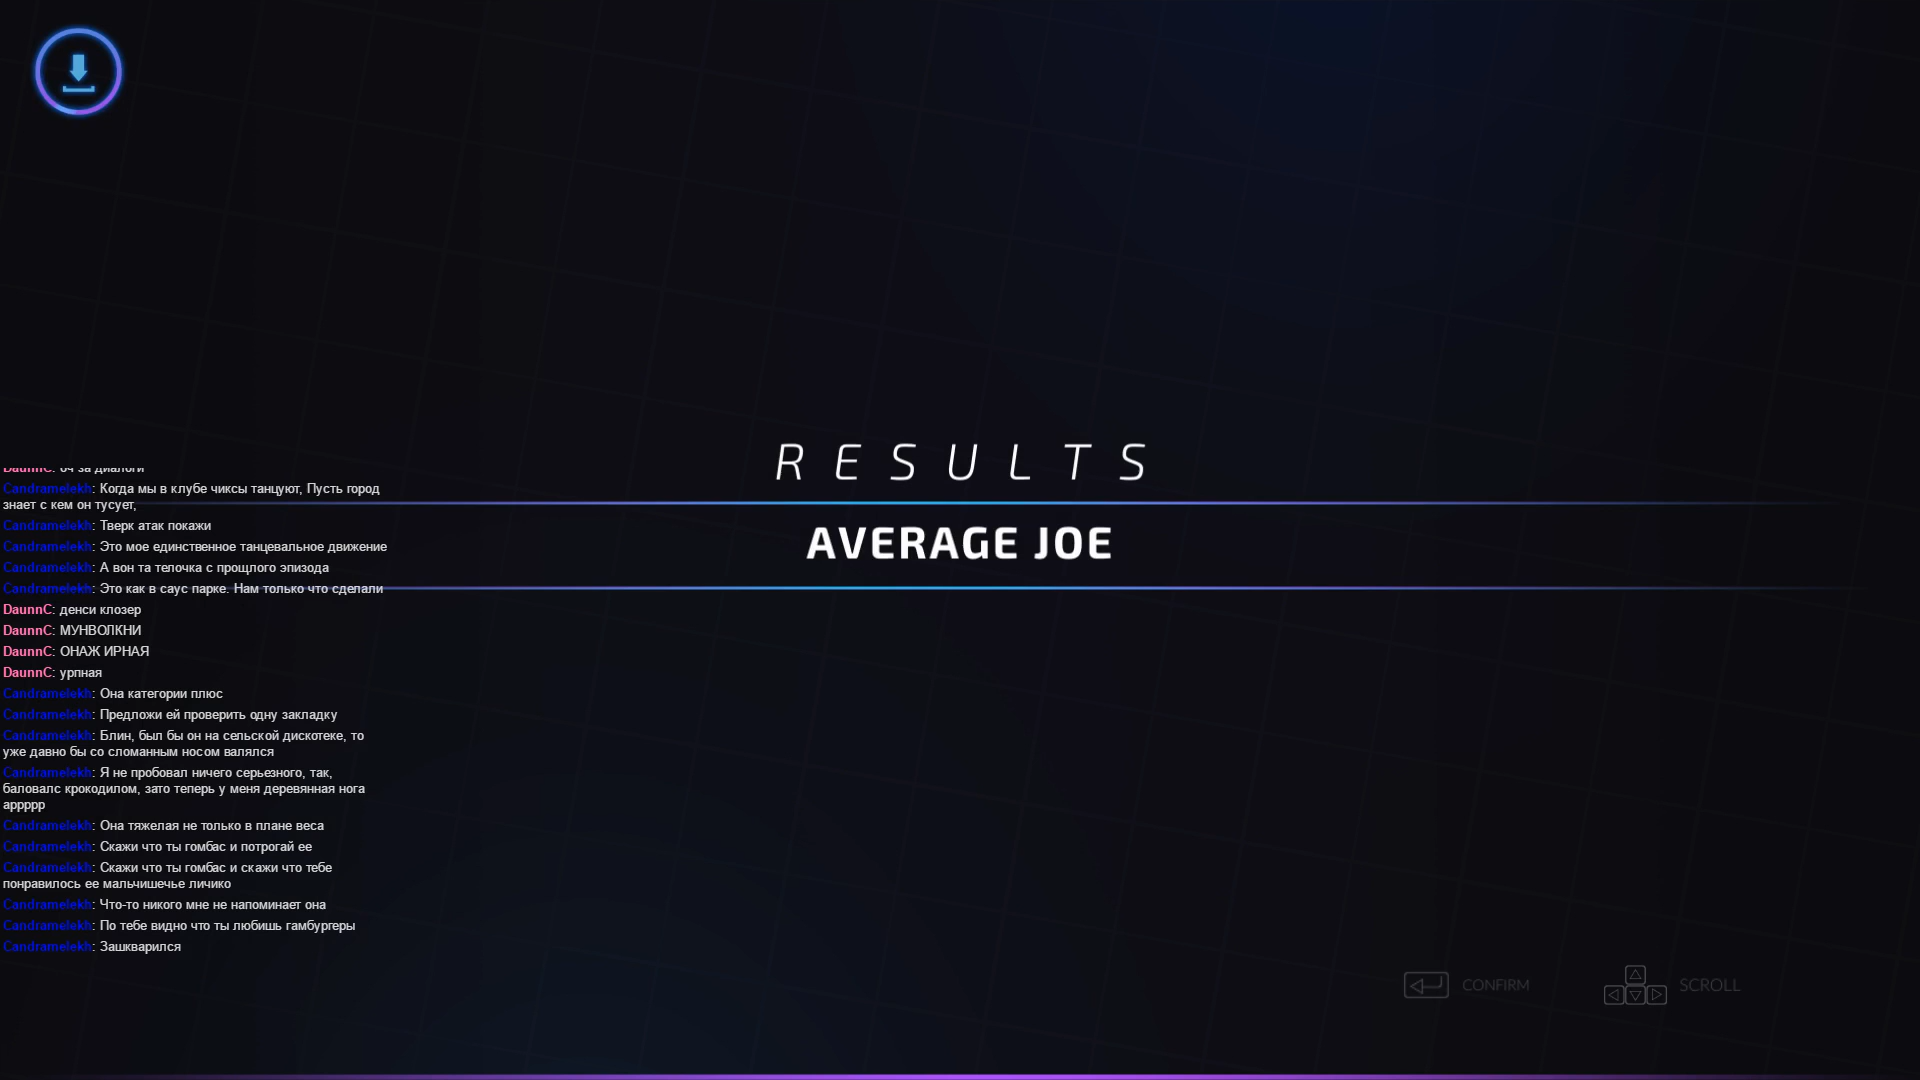 RESULTS
AVERAGE JOE
DaunnC: оч за диалоги
Candramelekh: Когда мы в клубе чиксы танцуют, Пусть город
знает с кем он тусует,
Candramelekh: Тверк атак покажи
Candramelekh: Это мое единственное танцевальное движение
Candramelekh: А вон та телочка с прощлого эпизода
Candramelekh: Это как в саус парке. Нам только что сделали
DaunnC: денси клозер
DaunnC: МУНВОЛКНИ
DaunnC: ОНАЖ ИРНАЯ
DaunnC: урпная
Candramelekh: Она категории плюс
Candramelekh: Предложи ей проверить одну закладку
Candramelekh: Блин, был бы он на сельской дискотеке, то
уже давно бы со сломанным носом валялся
Candramelekh: Я не пробовал ничего серьезного, так,
баловалс крокодилом, зато теперь у меня деревянная нога
аррррр
Candramelekh: Она тяжелая не только в плане веса
Candramelekh: Скажи что ты гомбас и потрогай ее
Candramelekh: Скажи что ты гомбас и скажи что тебе
понравилось ее мальчишечье личико
Candramelekh: Что-то никого мне не напоминает она
Candramelekh: По тебе видно что ты любишь гамбургеры
Candramelekh: Зашкварился
CONFIRM
SCROLL